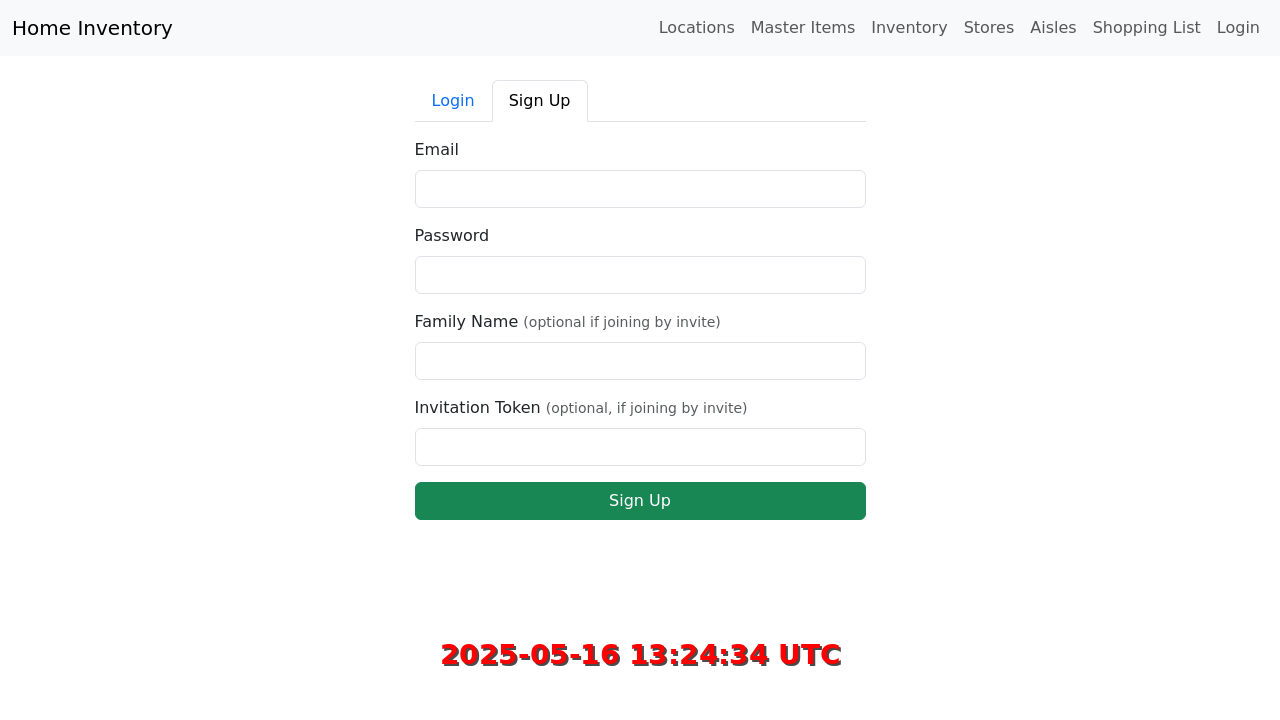 Home Inventory Locations Master Items Inventory Stores Aisles Shopping List Login
Login Sign Up
Email
Password
Family Name (optional if joining by invite)
Invitation Token (optional, if joining by invite)
Sign Up
2025-05-16 13:24:34 UTC